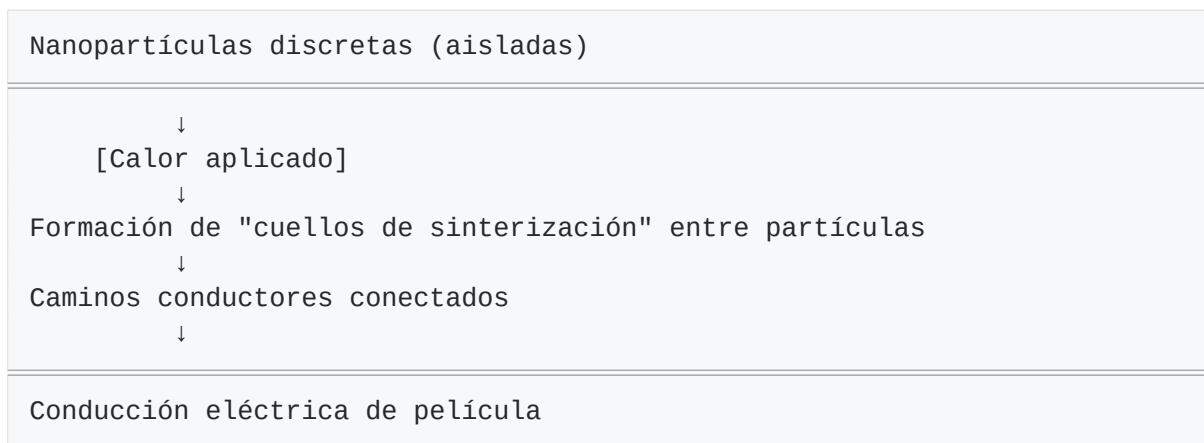 Nanopartículas discretas (aisladas)
↓
[Calor aplicado]
↓
Formación de "cuellos de sinterización" entre partículas
↓
Caminos conductores conectados
↓
Conducción eléctrica de película